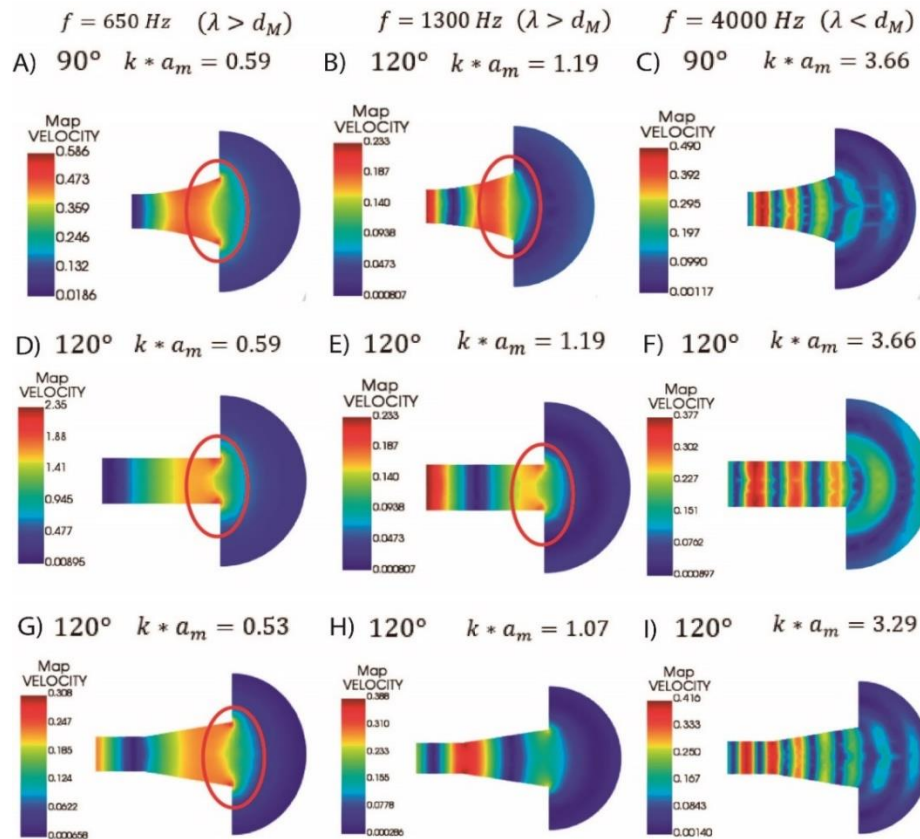 f = 650 Hz (λ > d_M)
f = 1300 Hz (λ > d_M)
f = 4000 Hz (λ < d_M)
A) 90° k * a_m = 0.59
B) 120° k * a_m = 1.19
C) 90° k * a_m = 3.66
Map
VELOCITY
0.586
0.473
0.359
0.246
0.132
0.0186
Map
VELOCITY
0.233
0.187
0.140
0.0938
0.0473
0.000807
Map
VELOCITY
0.490
0.392
0.295
0.197
0.0990
0.00117
D) 120° k * a_m = 0.59
E) 120° k * a_m = 1.19
F) 120° k * a_m = 3.66
Map
VELOCITY
2.35
1.88
1.41
0.945
0.477
0.00895
Map
VELOCITY
0.233
0.187
0.140
0.0938
0.0473
0.000807
Map
VELOCITY
0.377
0.302
0.227
0.151
0.0762
0.000897
G) 120° k * a_m = 0.53
H) 120° k * a_m = 1.07
I) 120° k * a_m = 3.29
Map
VELOCITY
0.308
0.247
0.185
0.124
0.0622
0.000658
Map
VELOCITY
0.388
0.310
0.233
0.155
0.0778
0.000286
Map
VELOCITY
0.416
0.333
0.250
0.167
0.0843
0.00140